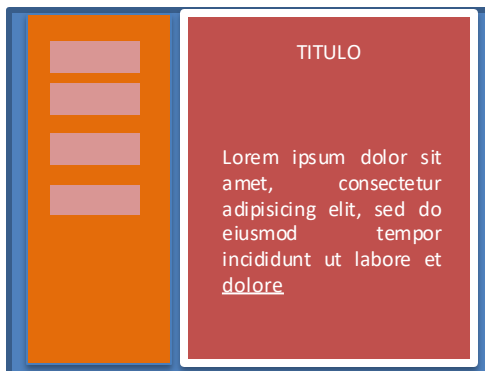 TITULO
Lorem ipsum dolor sit
amet, consectetur
adipisicing elit, sed do
eiusmod tempor
incididunt ut labore et
dolore